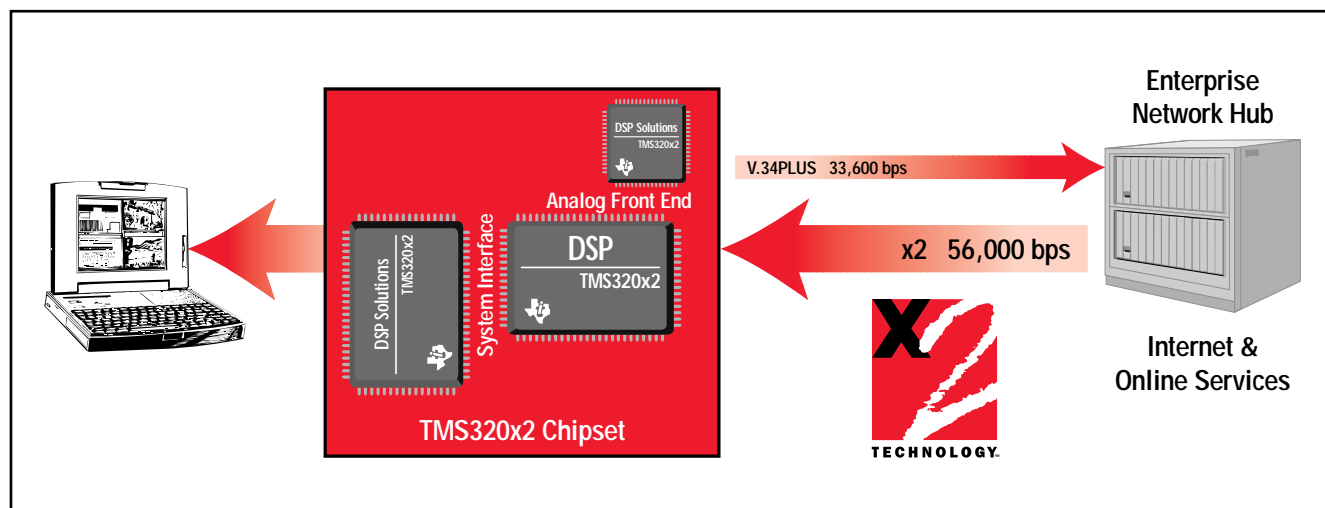 Enterprise
Network Hub
DSP Solutions
TMS320x2
V.34PLUS 33,600 bps
Analog Front End
DSP Solutions
TMS320x2
System Interface
DSP
TMS320x2
x2 56,000 bps
X2
TECHNOLOGY™
Internet &
Online Services
TMS320x2 Chipset